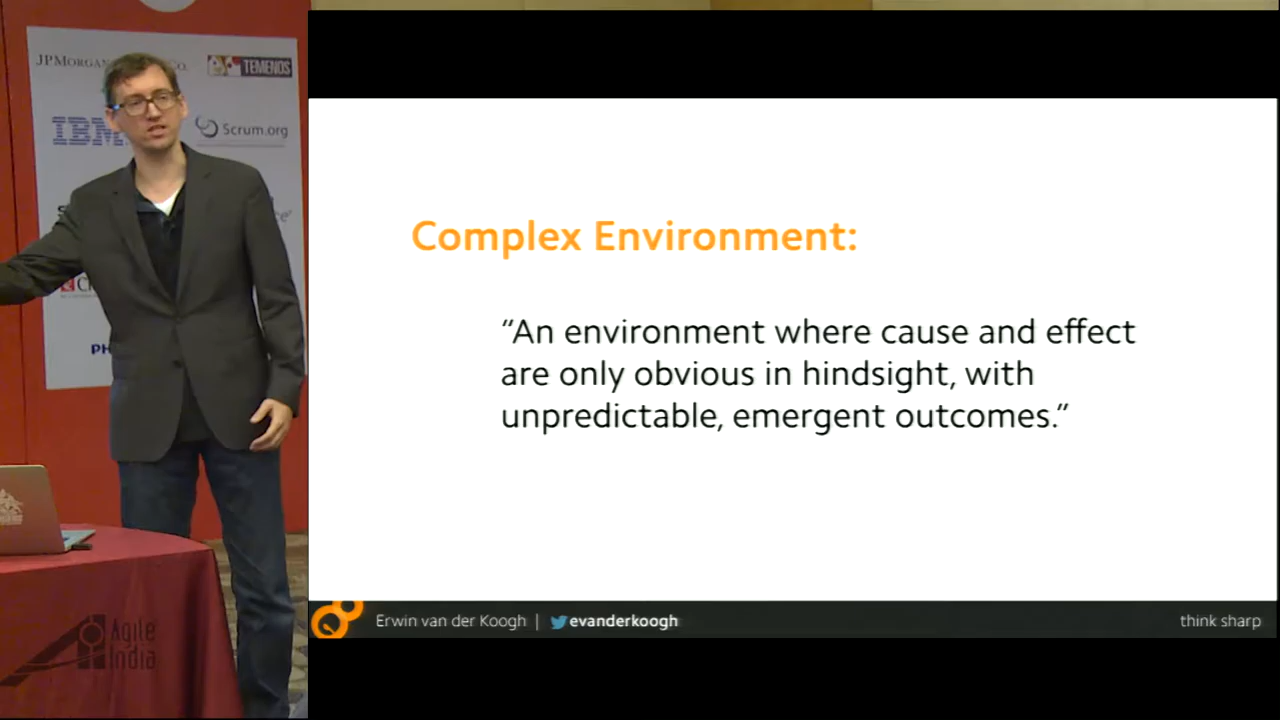 JPMORGAN
CO.
TEMENOS
IBM
Scrum.org
Complex Environment:
“An environment where cause and effect
are only obvious in hindsight, with
unpredictable, emergent outcomes.”
Erwin van der Koogh |
evanderkoogh
think sharp
Agile
India